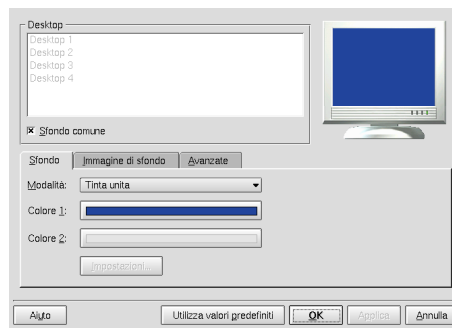 Desktop
Desktop 1
Desktop 2
Desktop 3
Desktop 4
Sfondo comune
Sfondo Immagine di sfondo Avanzate
Modalità: Tinta unita
Colore 1:
Colore 2:
Impostazioni...
Aiuto Utilizza valori predefiniti OK Applica Annulla